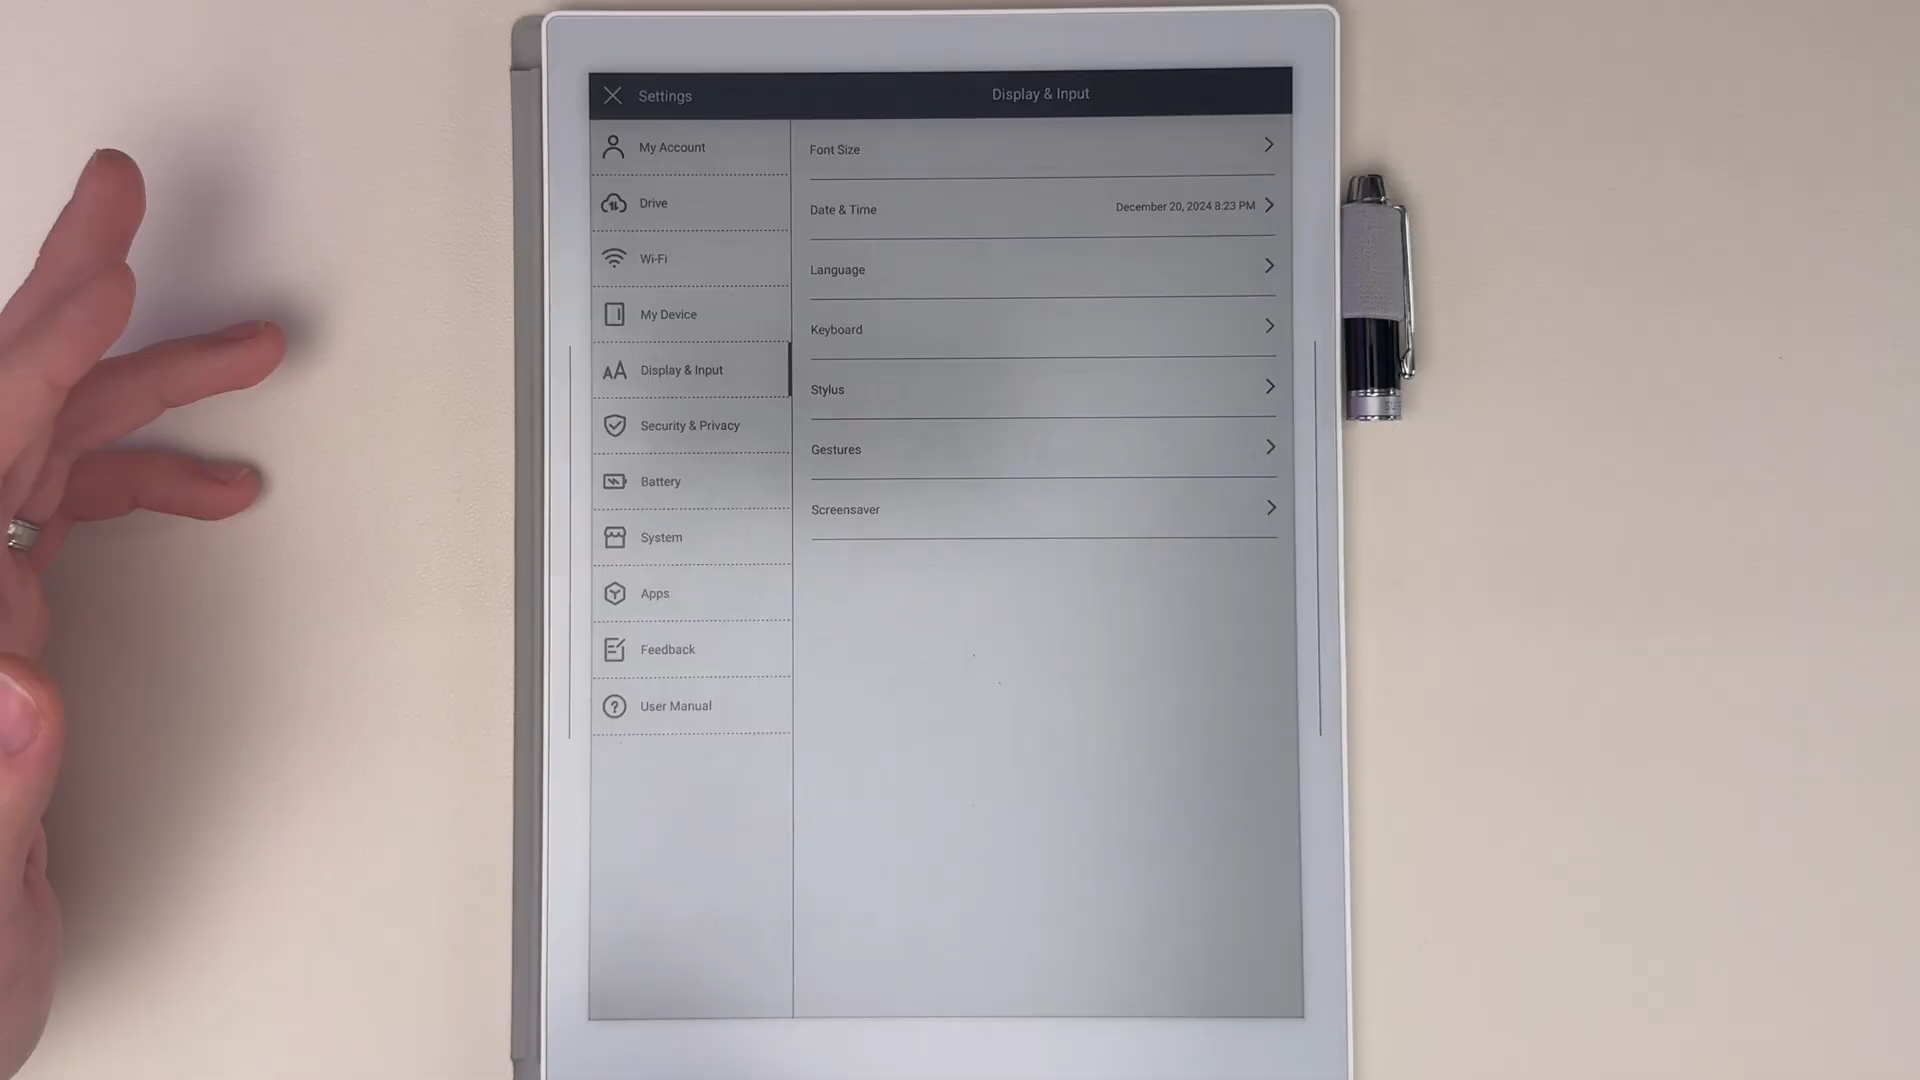 Settings
Display & Input
My Account
Drive
Wi-Fi
My Device
Display & Input
Security & Privacy
Battery
System
Apps
Feedback
User Manual
Font Size
Date & Time December 20, 2024 8:23 PM
Language
Keyboard
Stylus
Gestures
Screensaver